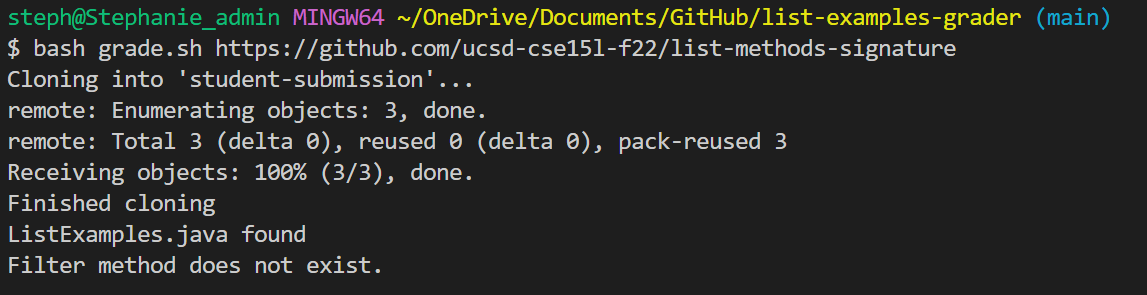 steph@Stephanie_admin MINGW64 ~/OneDrive/Documents/GitHub/list-examples-grader (main)
$ bash grade.sh https://github.com/ucsd-cse15l-f22/list-methods-signature
Cloning into 'student-submission'...
remote: Enumerating objects: 3, done.
remote: Total 3 (delta 0), reused 0 (delta 0), pack-reused 3
Receiving objects: 100% (3/3), done.
Finished cloning
ListExamples.java found
Filter method does not exist.